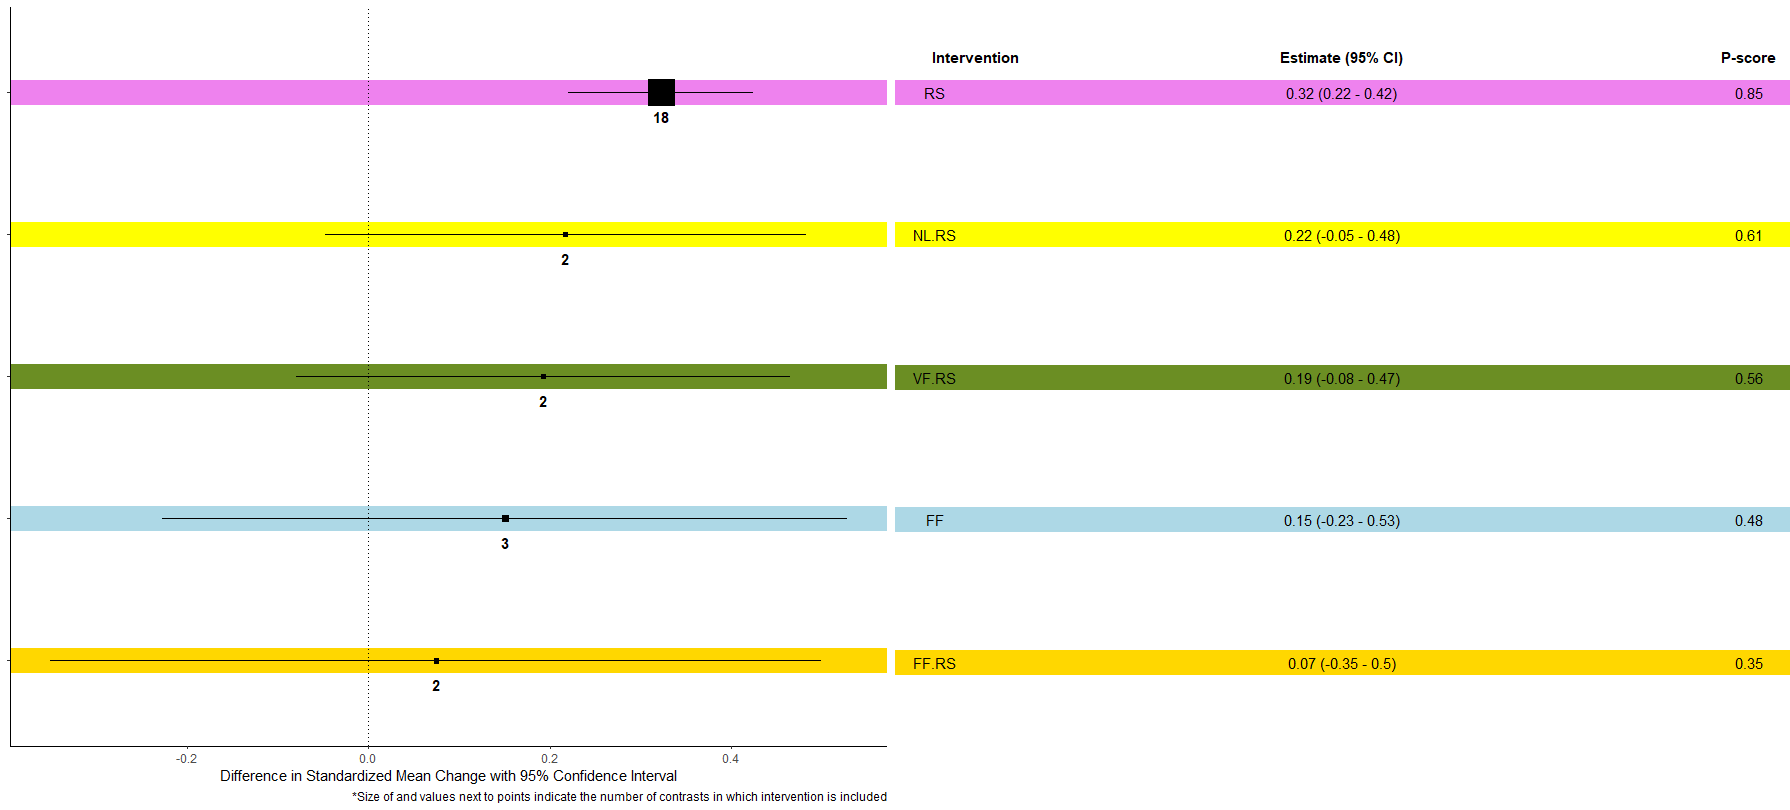 Intervention Estimate (95% CI) P-score
RS 0.32 (0.22 - 0.42) 0.85
18
NL.RS 0.22 (-0.05 - 0.48) 0.61
2
VF.RS 0.19 (-0.08 - 0.47) 0.56
2
FF 0.15 (-0.23 - 0.53) 0.48
3
FF.RS 0.07 (-0.35 - 0.5) 0.35
2
-0.2 0.0 0.2 0.4
Difference in Standardized Mean Change with 95% Confidence Interval
*Size of and values next to points indicate the number of contrasts in which intervention is included